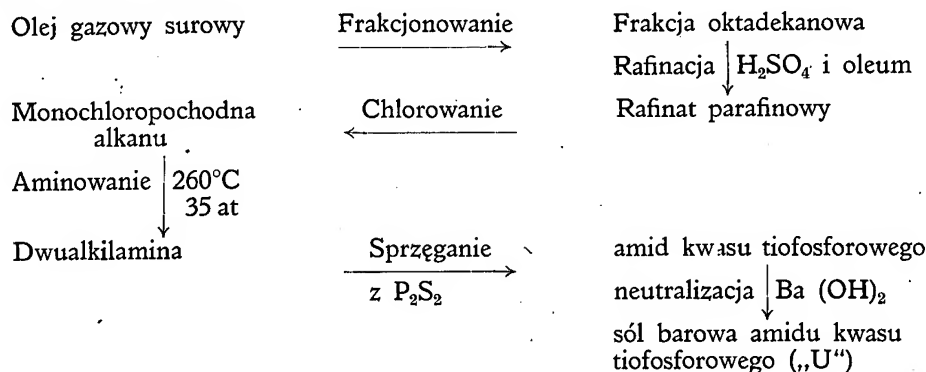 Olej gazowy surowy Frakcjonowanie Frakcja oktadekanowa
Rafinacja H₂SO₄ i oleum
Monochloropochodna Chlorowanie Rafinat parafinowy
alkanu
Aminowanie 260°C
35 at
Dwualkilamina Sprzęganie amid kwasu tiofosforowego
z P₂S₂ neutralizacja Ba (OH)₂
sól barowa amidu kwasu
tiofosforowego („U“)